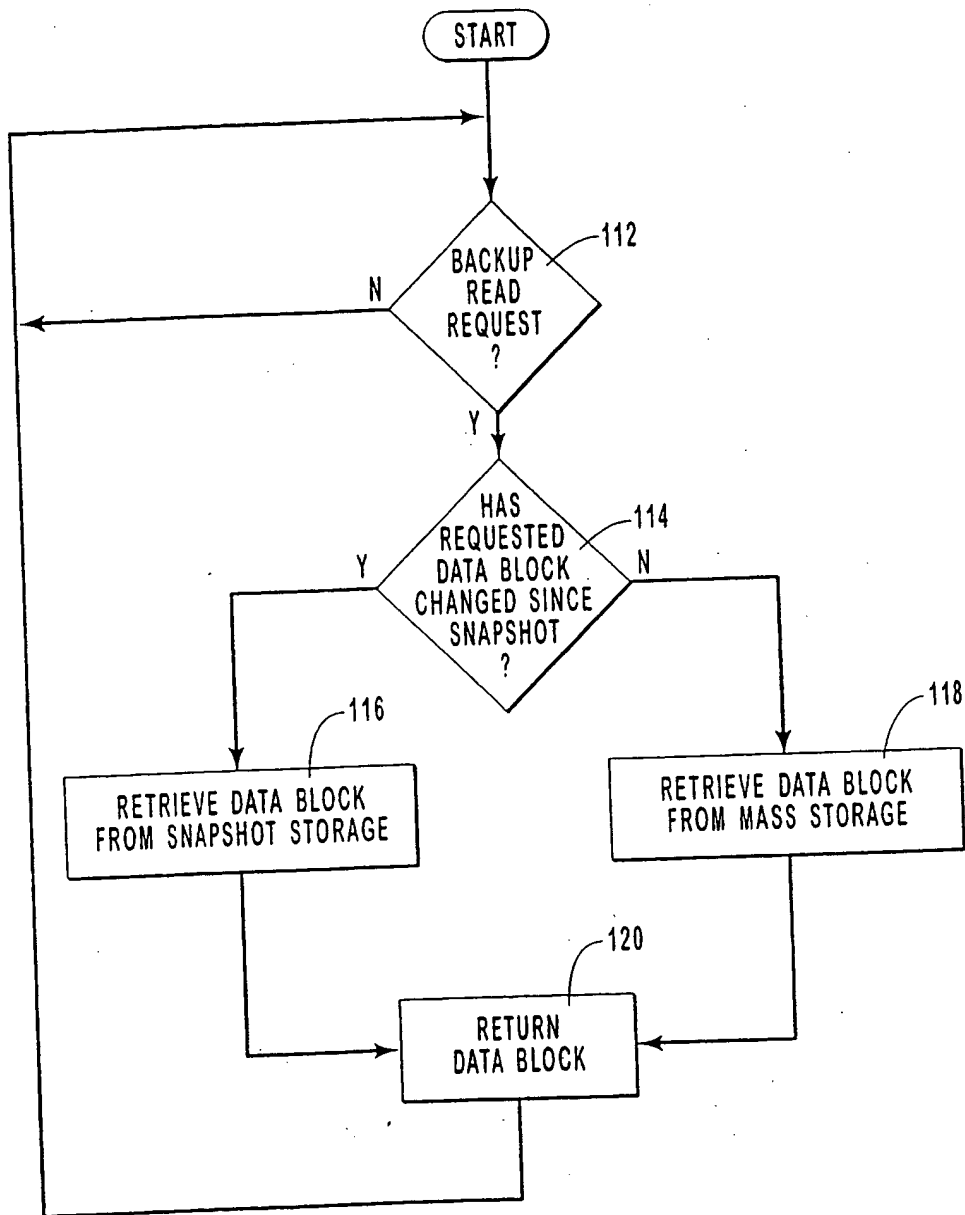 START
112
BACKUP
READ
REQUEST
?
N
Y
HAS
REQUESTED
DATA BLOCK
CHANGED SINCE
SNAPSHOT
?
114
Y
N
116
118
RETRIEVE DATA BLOCK
FROM SNAPSHOT STORAGE
RETRIEVE DATA BLOCK
FROM MASS STORAGE
120
RETURN
DATA BLOCK